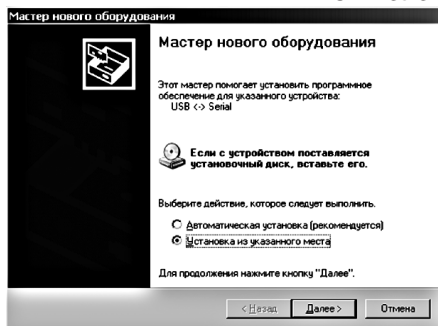 Мастер нового оборудования
Мастер нового оборудования
Этот мастер помогает установить программное
обеспечение для указанного устройства:
USB <-> Serial
Если с устройством поставляется
установочный диск, вставьте его.
Выберите действие, которое следует выполнить.
Автоматическая установка (рекомендуется)
Установка из указанного места
Для продолжения нажмите кнопку "Далее".
< Назад
Далее >
Отмена